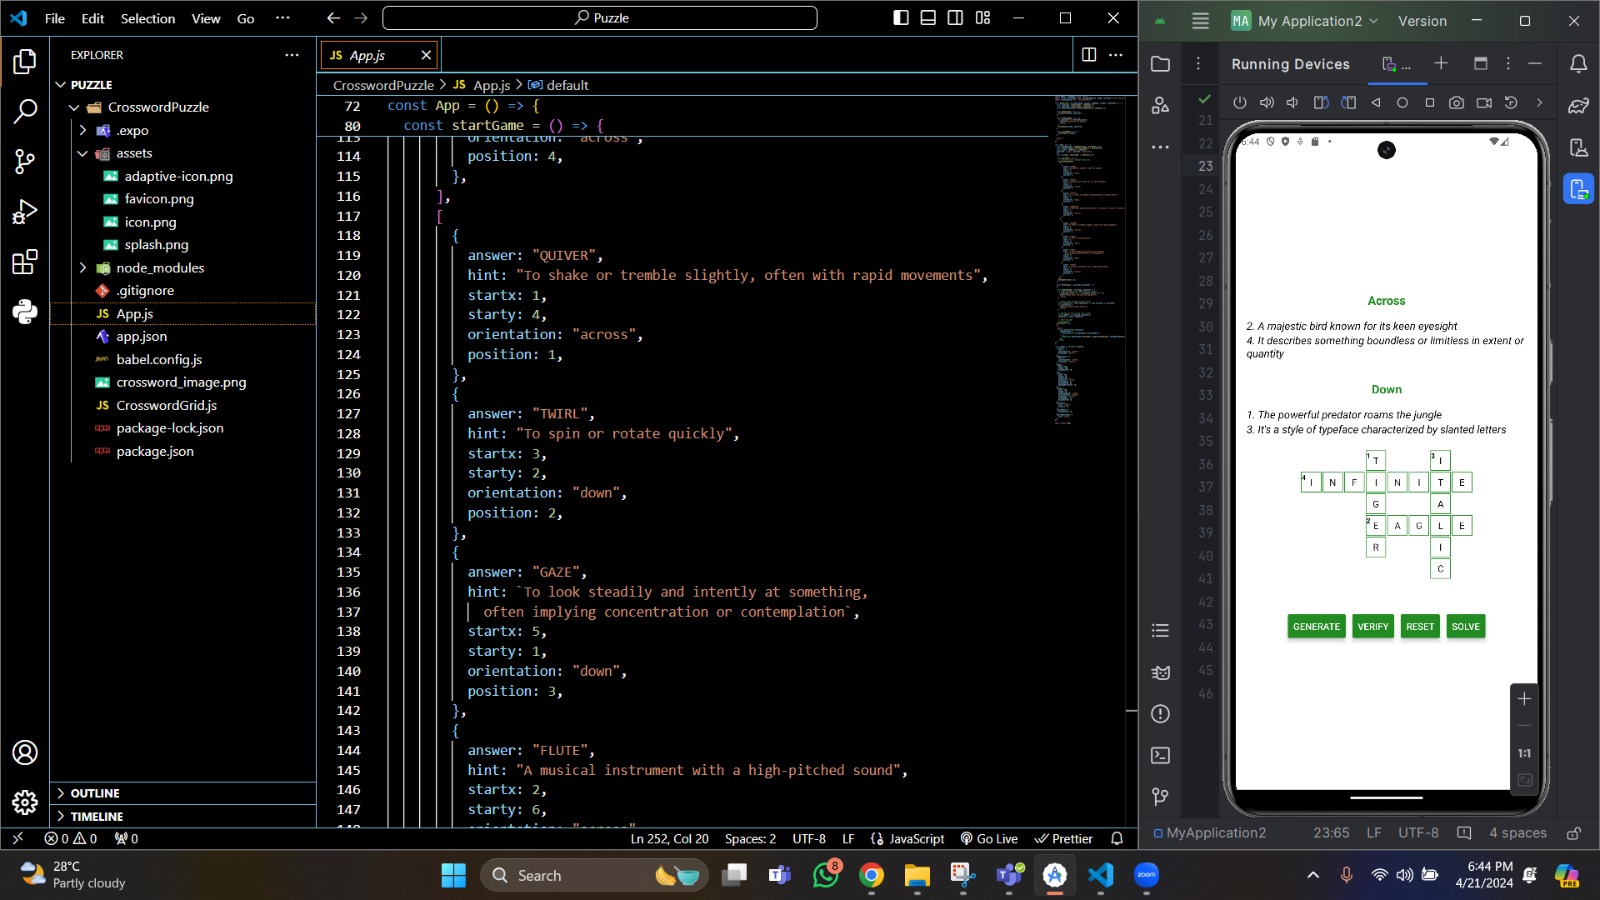 File Edit Selection View Go ··· Puzzle
EXPLORER ···
PUZZLE
CrosswordPuzzle
.expo
assets
adaptive-icon.png
favicon.png
icon.png
splash.png
node_modules
.gitignore
JS App.js
app.json
babel.config.js
crossword_image.png
JS CrosswordGrid.js
package-lock.json
package.json
OUTLINE
TIMELINE
JS App.js
CrosswordPuzzle > JS App.js > default
72 const App = () => {
80 const startGame = () => {
113 orientation: "across",
114 position: 4,
115 },
116 ],
117 [
118 {
119 answer: "QUIVER",
120 hint: "To shake or tremble slightly, often with rapid movements",
121 startx: 1,
122 starty: 4,
123 orientation: "across",
124 position: 1,
125 },
126 {
127 answer: "TWIRL",
128 hint: "To spin or rotate quickly",
129 startx: 3,
130 starty: 2,
131 orientation: "down",
132 position: 2,
133 },
134 {
135 answer: "GAZE",
136 hint: `To look steadily and intently at something,
137 often implying concentration or contemplation`,
138 startx: 5,
139 starty: 1,
140 orientation: "down",
141 position: 3,
142 },
143 {
144 answer: "FLUTE",
145 hint: "A musical instrument with a high-pitched sound",
146 startx: 2,
147 starty: 6,
0 0 0
Ln 252, Col 20 Spaces: 2 UTF-8 LF JavaScript Go Live Prettier
MA My Application2 Version
Running Devices ...
21
22
23
24
25
26
27
28
29
30
31
32
33
34
35
36
37
38
39
40
41
42
43
44
45
46
Across
2. A majestic bird known for its keen eyesight
4. It describes something boundless or limitless in extent or
quantity
Down
1. The powerful predator roams the jungle
3. It's a style of typeface characterized by slanted letters
1 T 3 I
4 I N F I N I T E
G A
2 E A G L E
R I
C
GENERATE VERIFY RESET SOLVE
1:1
MyApplication2 23:65 LF UTF-8 4 spaces
28°C
Partly cloudy
Search
8
zoom
6:44 PM
4/21/2024
PRE